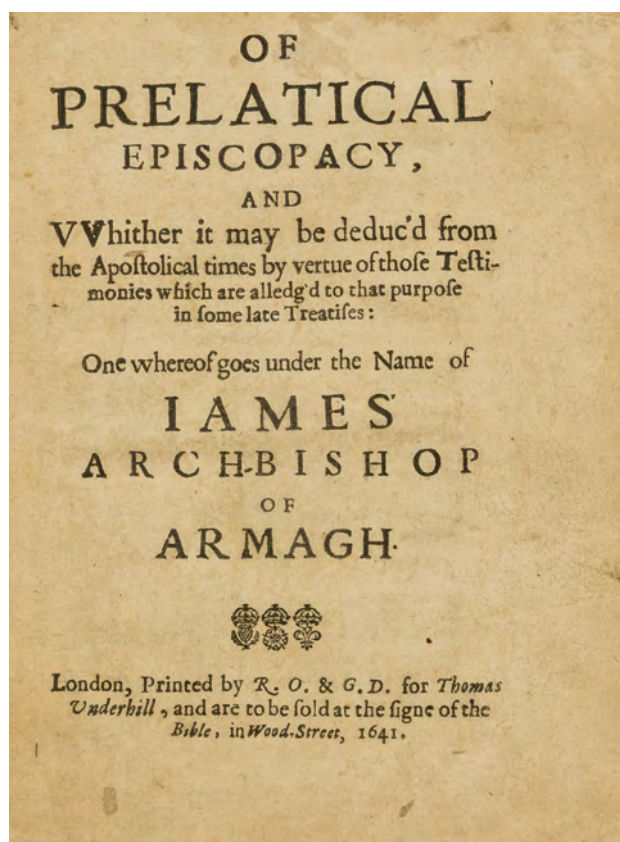 OF
PRELATICAL
EPISCOPACY,
AND
VVhither it may be deduc'd from
the Apoſtolical times by vertue of thoſe Teſti-
monies which are alledg'd to that purpoſe
in ſome late Treatiſes:
One whereof goes under the Name of
IAMES
ARCH-BISHOP
OF
ARMAGH.
London, Printed by R. O. & G. D. for Thomas
Vnderhill, and are to be ſold at the ſigne of the
Bible, in Wood-Street, 1641.